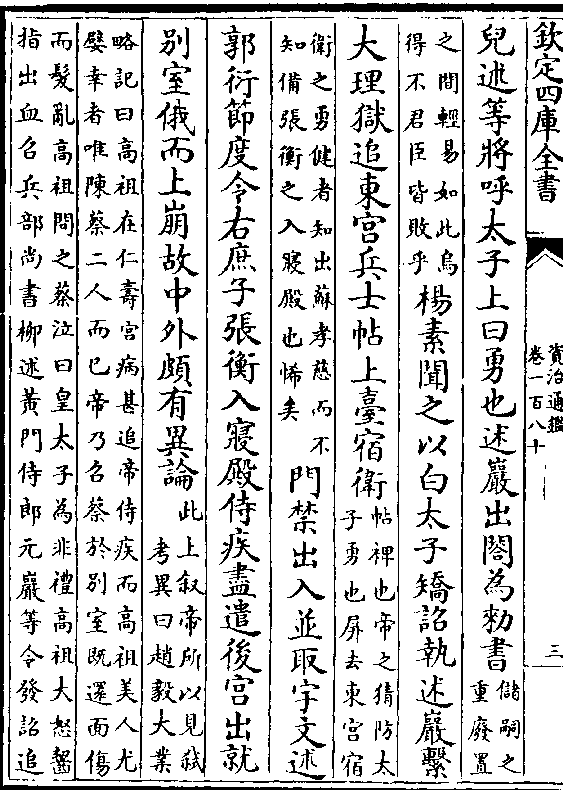 欽定四庫全書
資治通鑑
卷一百八十
三
兒述等將呼太子上曰勇也述巖出閤為勑書儲嗣之
重廢置
之間輕易如此烏
得不君臣皆敗乎楊素聞之以白太子矯詔執述巖繫
大理獄追東宮兵士帖上臺宿衛帖裨也帝之猜防太
子勇也屏去東宮宿
衛之勇健者知出蘇孝慈而不
知備張衡之入寢殿也悕矣門禁出入並取宇文述
郭衍節度令右庶子張衡入寢殿侍疾盡遣後宮出就
別室俄而上崩故中外頗有異論此上叙帝所以見弑
考異曰趙毅大業
略記曰高祖在仁壽宮病甚追帝侍疾而高祖美人尤
嬖幸者唯陳蔡二人而已帝乃召蔡於別室既還面傷
而髮亂高祖問之蔡泣曰皇太子為非禮高祖大怒齧
指出血召兵部尚書柳述黃門侍郎元巖等令發詔追